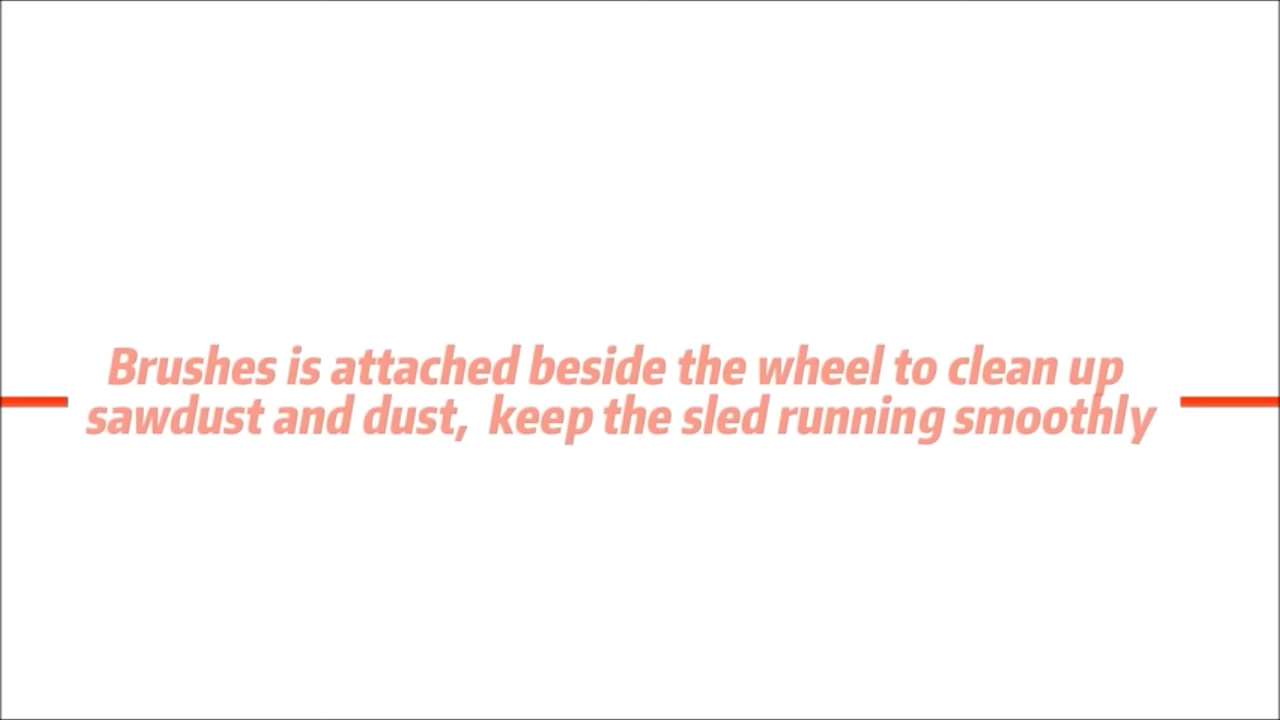 Brushes is attached beside the wheel to clean up
sawdust and dust, keep the sled running smoothly